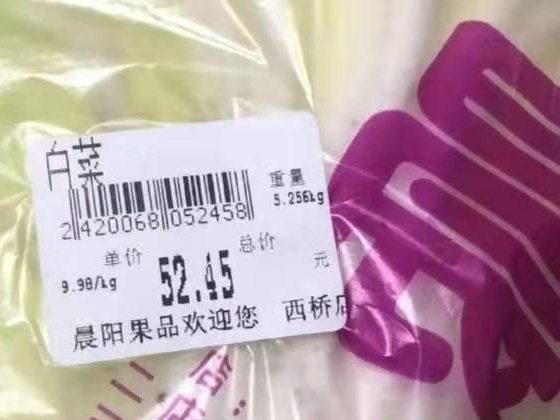 白菜
重量
5.256kg
2 420068 052458
单价
总价
9.98/kg
52.45
元
晨阳果品欢迎您 西桥店